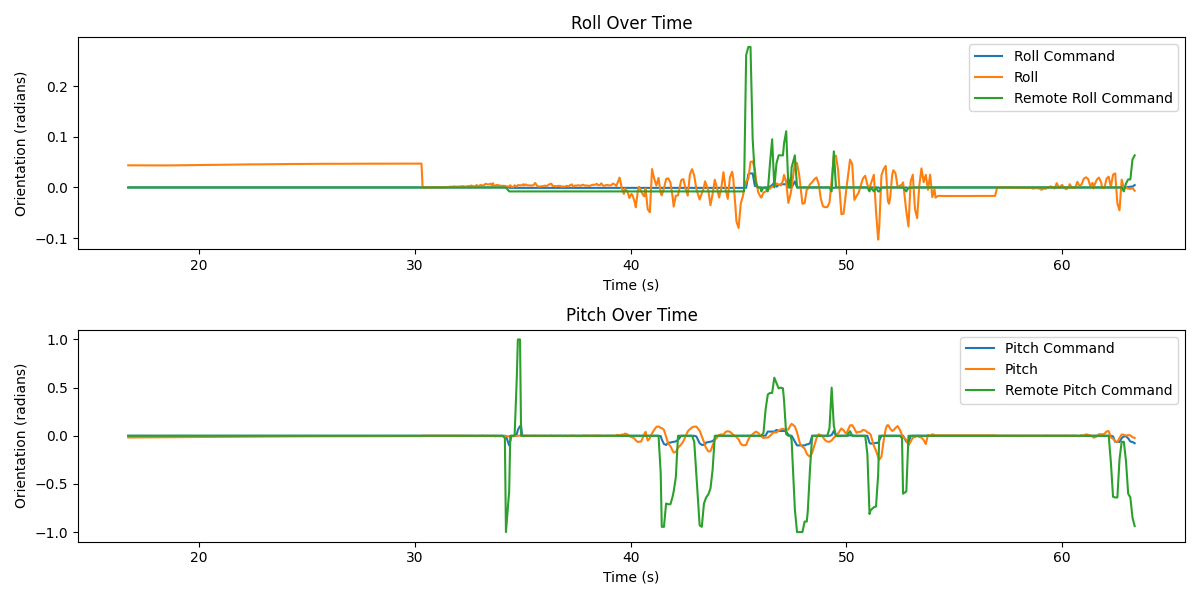 Roll Over Time
Roll Command
Roll
Remote Roll Command
Orientation (radians)
0.2
0.1
0.0
−0.1
20 30 40 50 60
Time (s)
Pitch Over Time
Pitch Command
Pitch
Remote Pitch Command
Orientation (radians)
1.0
0.5
0.0
−0.5
−1.0
20 30 40 50 60
Time (s)